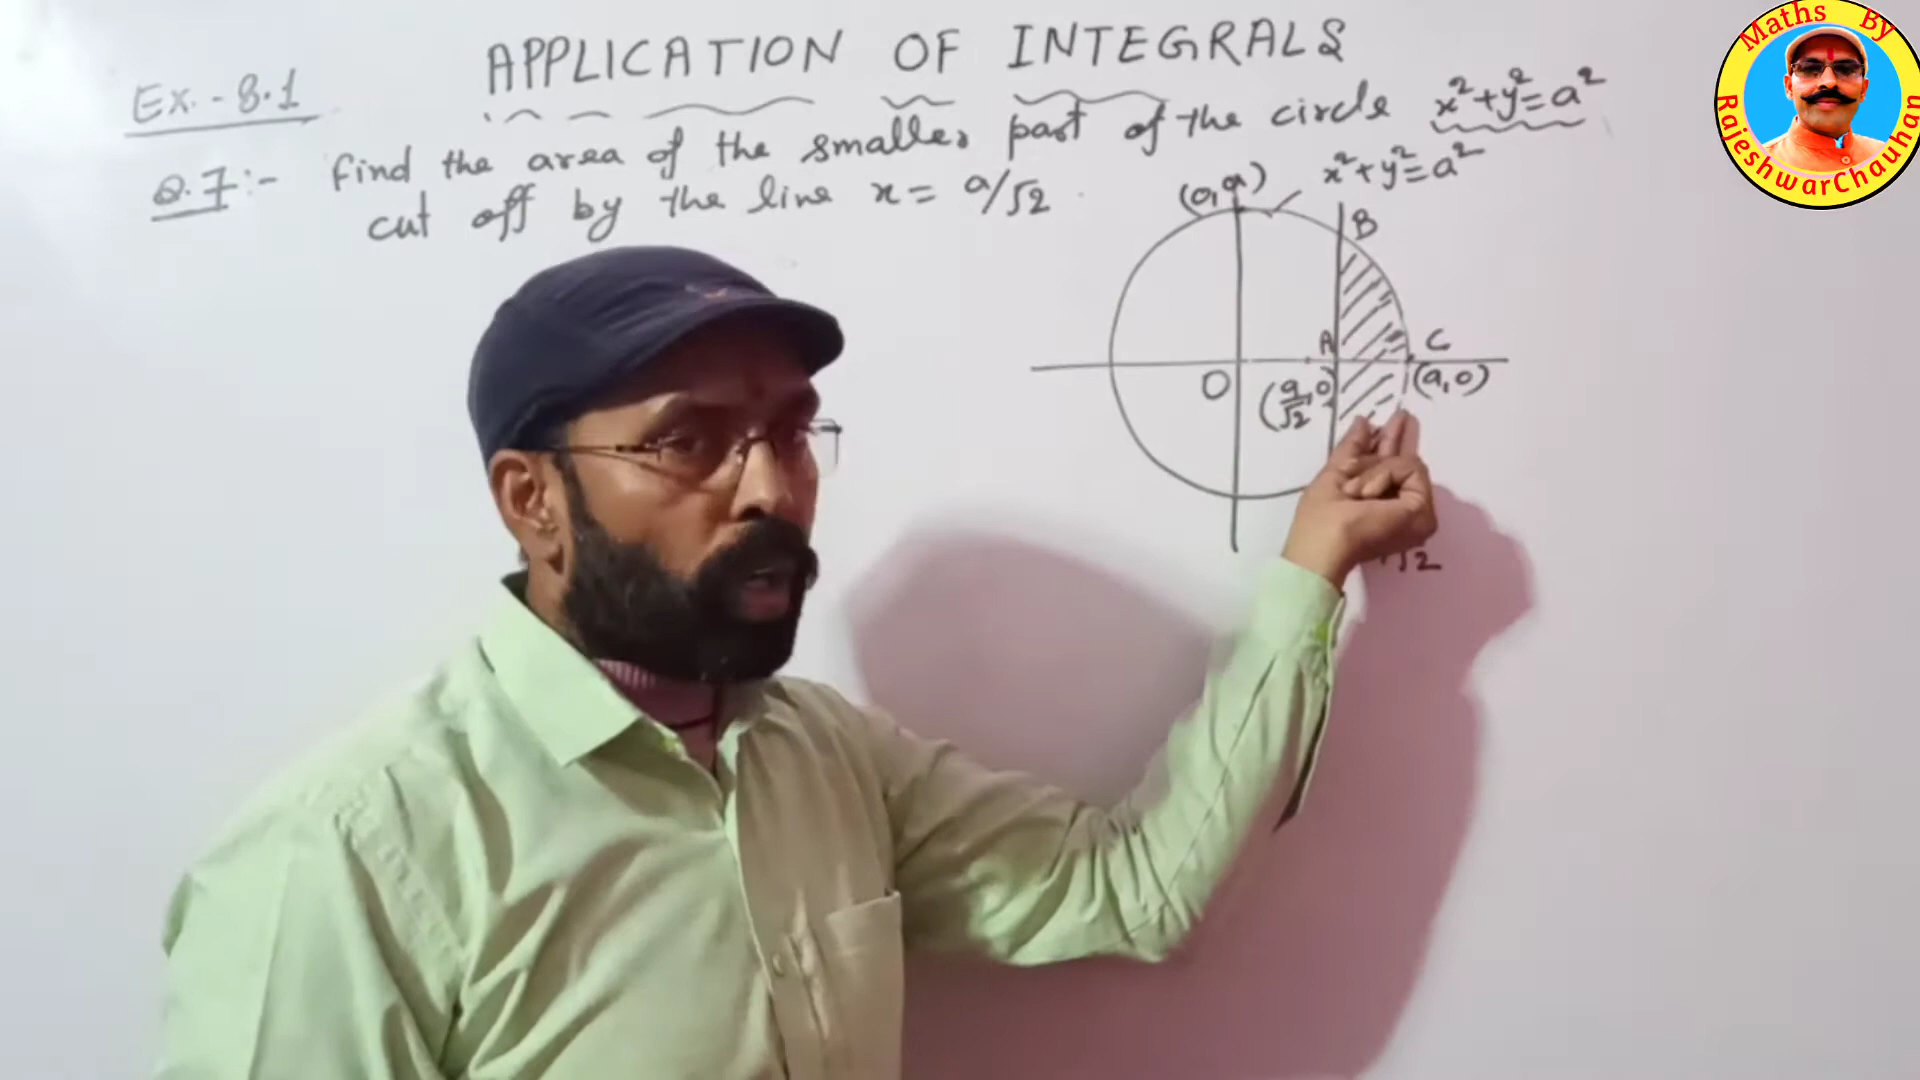 APPLICATION OF INTEGRALS
Ex.-8.1
Q.7:- find the area of the smaller part of the circle x²+y²=a²
cut off by the line x = a/√2.
(0,a)
x²+y²=a²
B
A
C
O
(a/√2, 0)
(a,0)
√2
Maths By
RajeshwarChauhan